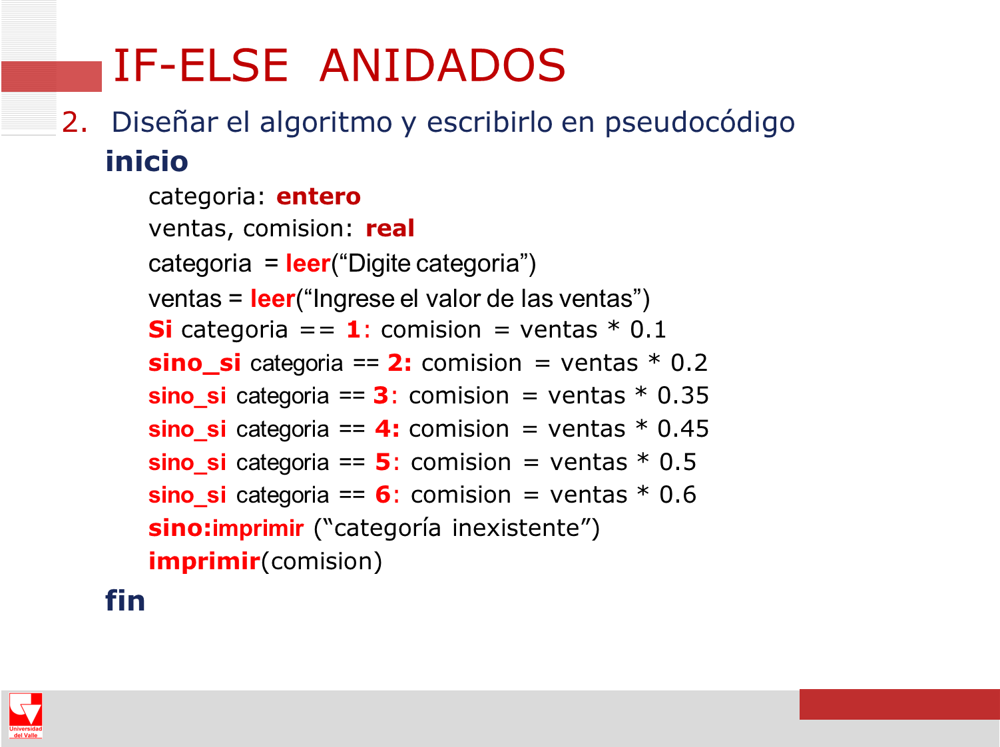 IF-ELSE ANIDADOS
2. Diseñar el algoritmo y escribirlo en pseudocódigo
inicio
categoria: entero
ventas, comision: real
categoria = leer(“Digite categoria”)
ventas = leer(“Ingrese el valor de las ventas”)
Si categoria == 1: comision = ventas * 0.1
sino_si categoria == 2: comision = ventas * 0.2
sino_si categoria == 3: comision = ventas * 0.35
sino_si categoria == 4: comision = ventas * 0.45
sino_si categoria == 5: comision = ventas * 0.5
sino_si categoria == 6: comision = ventas * 0.6
sino:imprimir (“categoría inexistente”)
imprimir(comision)
fin
Universidad
del Valle